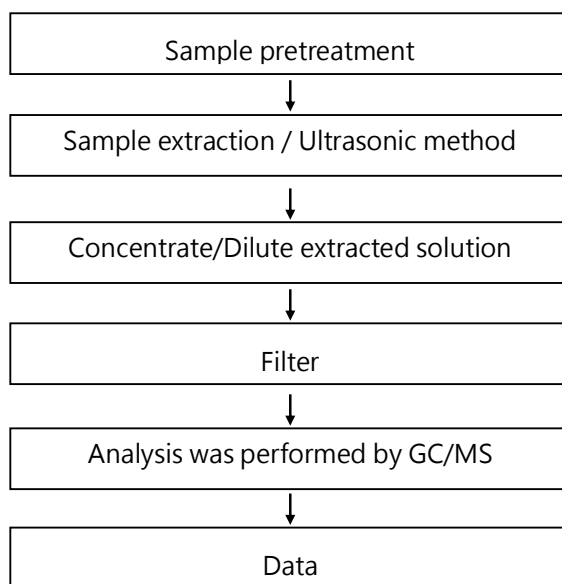 Sample pretreatment
Sample extraction / Ultrasonic method
Concentrate/Dilute extracted solution
Filter
Analysis was performed by GC/MS
Data